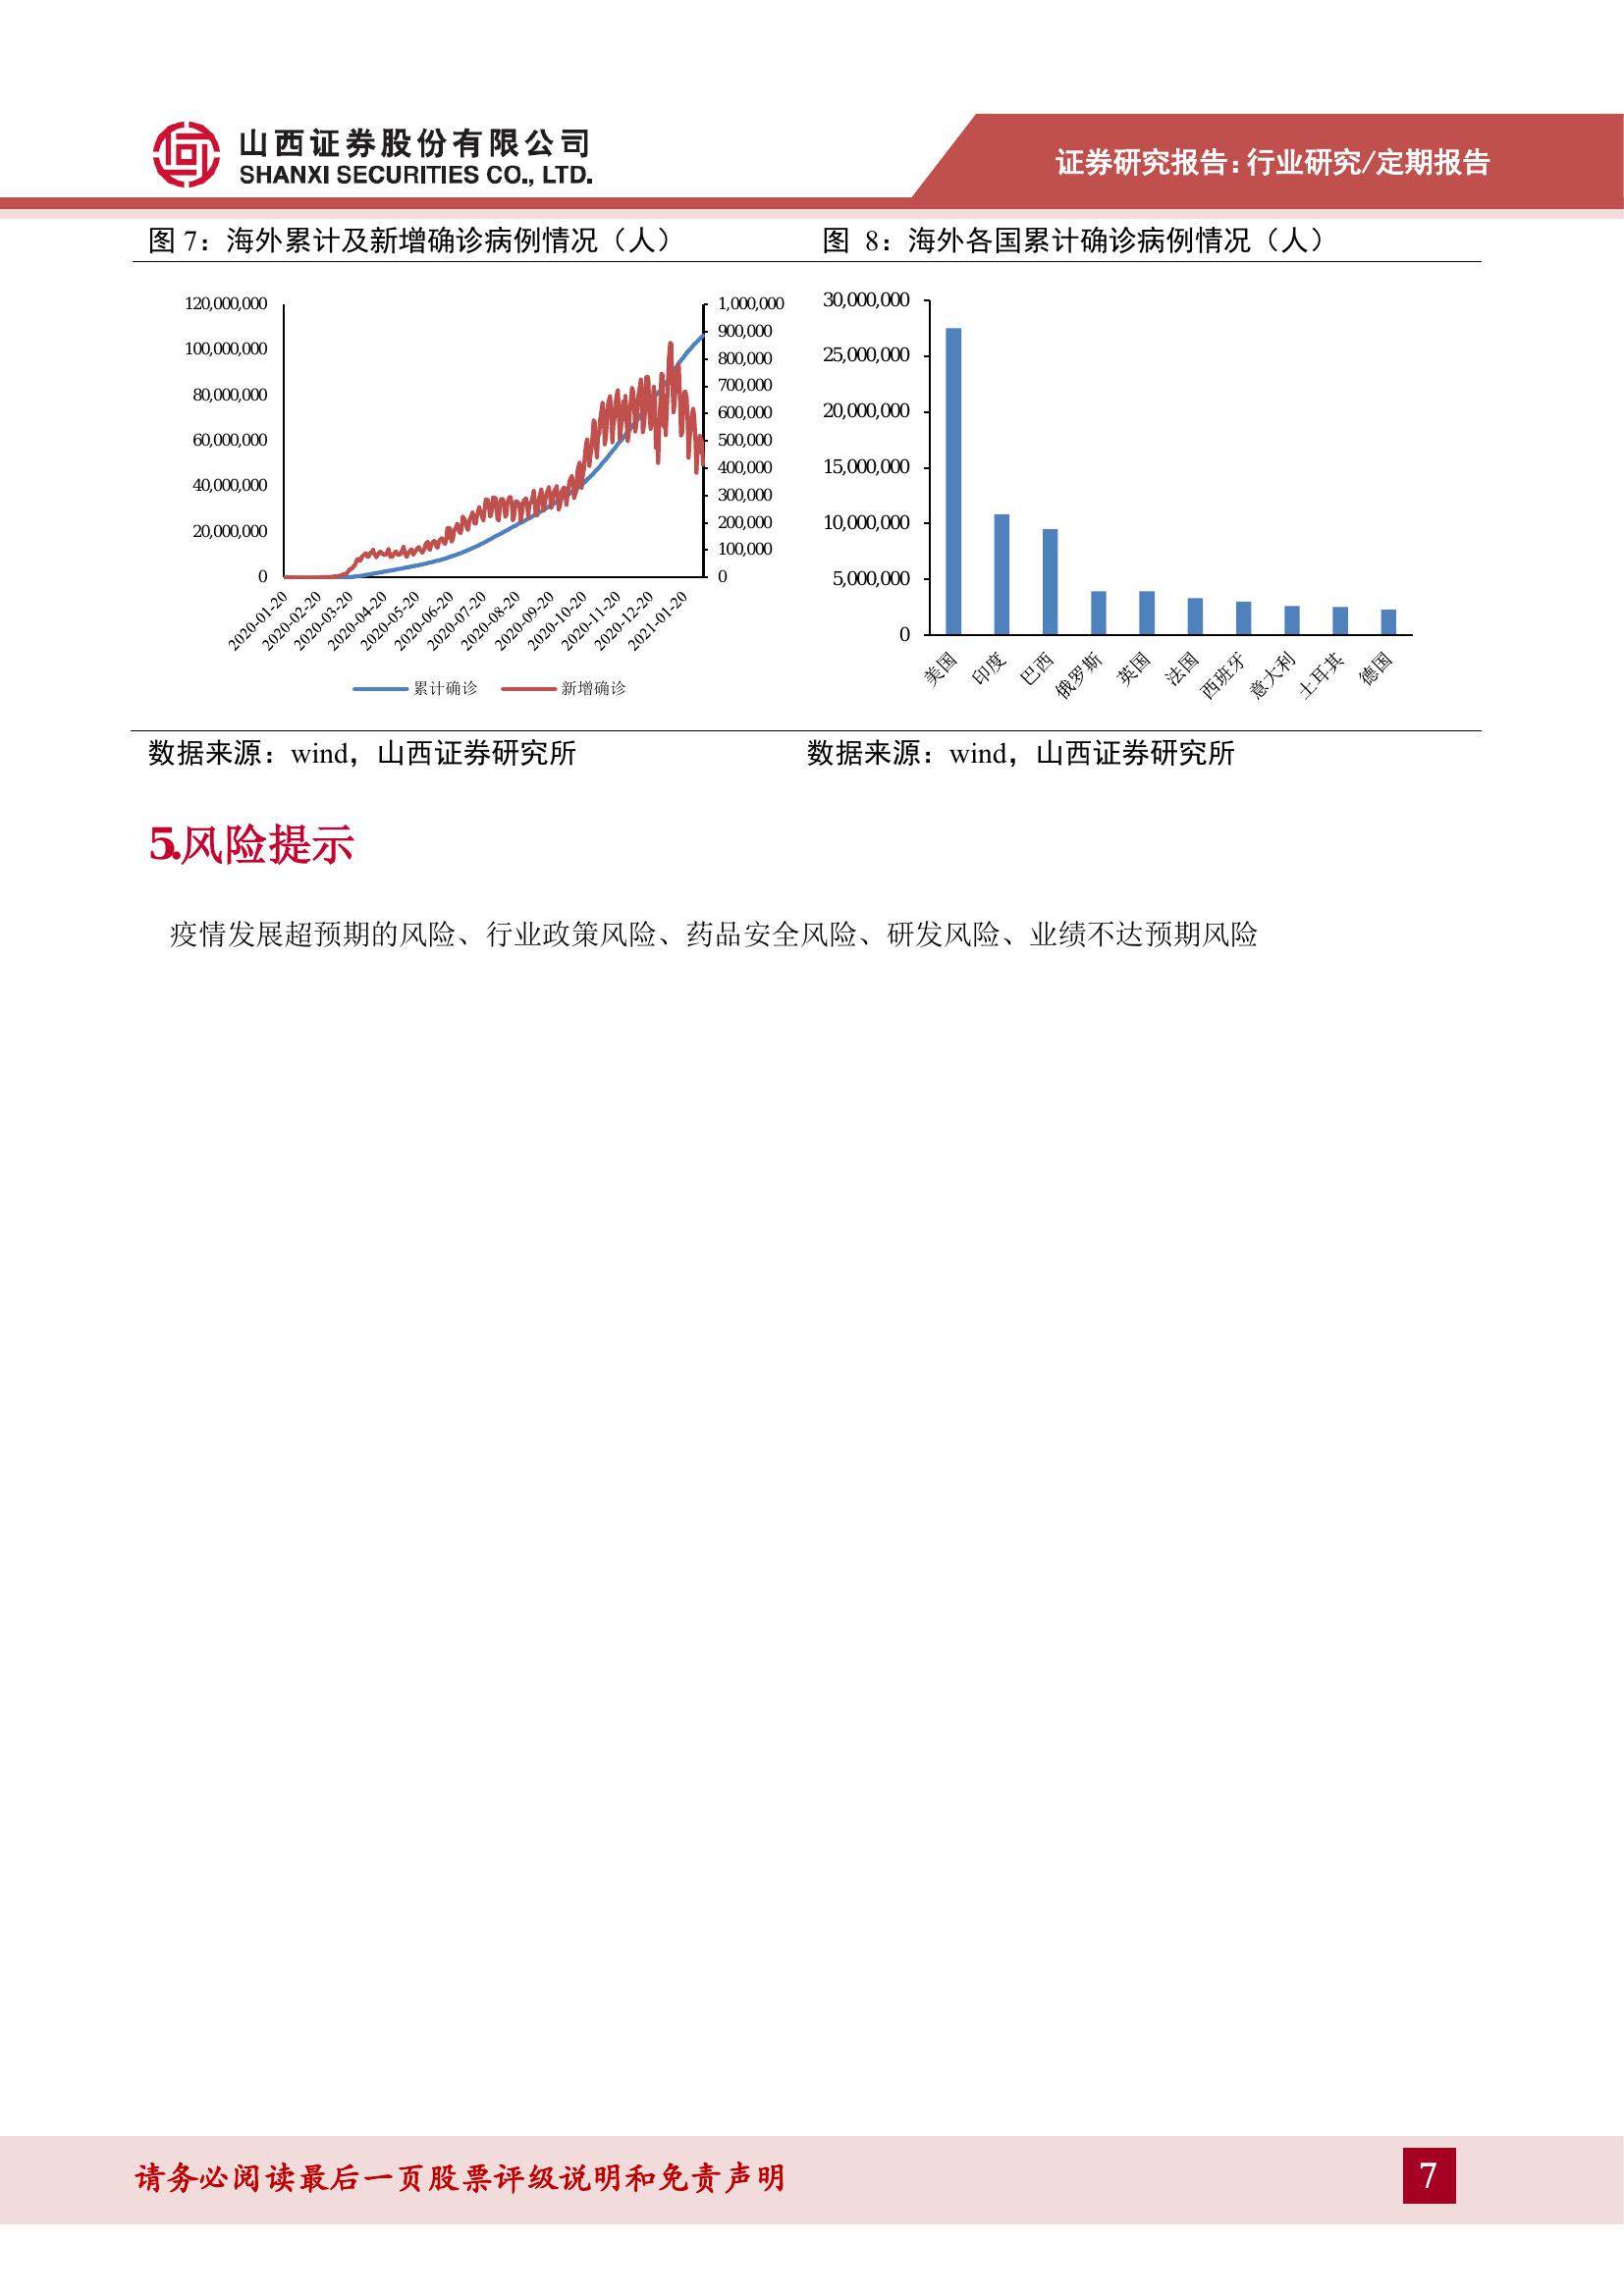 山西证券股份有限公司
SHANXI SECURITIES CO., LTD.
证券研究报告:行业研究/定期报告
图 7：海外累计及新增确诊病例情况（人）
120,000,000
100,000,000
80,000,000
60,000,000
40,000,000
20,000,000
0
1,000,000
900,000
800,000
700,000
600,000
500,000
400,000
300,000
200,000
100,000
0
2020-01-20
2020-02-20
2020-03-20
2020-04-20
2020-05-20
2020-06-20
2020-07-20
2020-08-20
2020-09-20
2020-10-20
2020-11-20
2020-12-20
2021-01-20
累计确诊 新增确诊
图 8：海外各国累计确诊病例情况（人）
30,000,000
25,000,000
20,000,000
15,000,000
10,000,000
5,000,000
0
美国
印度
巴西
俄罗斯
英国
法国
西班牙
意大利
土耳其
德国
数据来源：wind，山西证券研究所
数据来源：wind，山西证券研究所
5.风险提示
疫情发展超预期的风险、行业政策风险、药品安全风险、研发风险、业绩不达预期风险
请务必阅读最后一页股票评级说明和免责声明
7